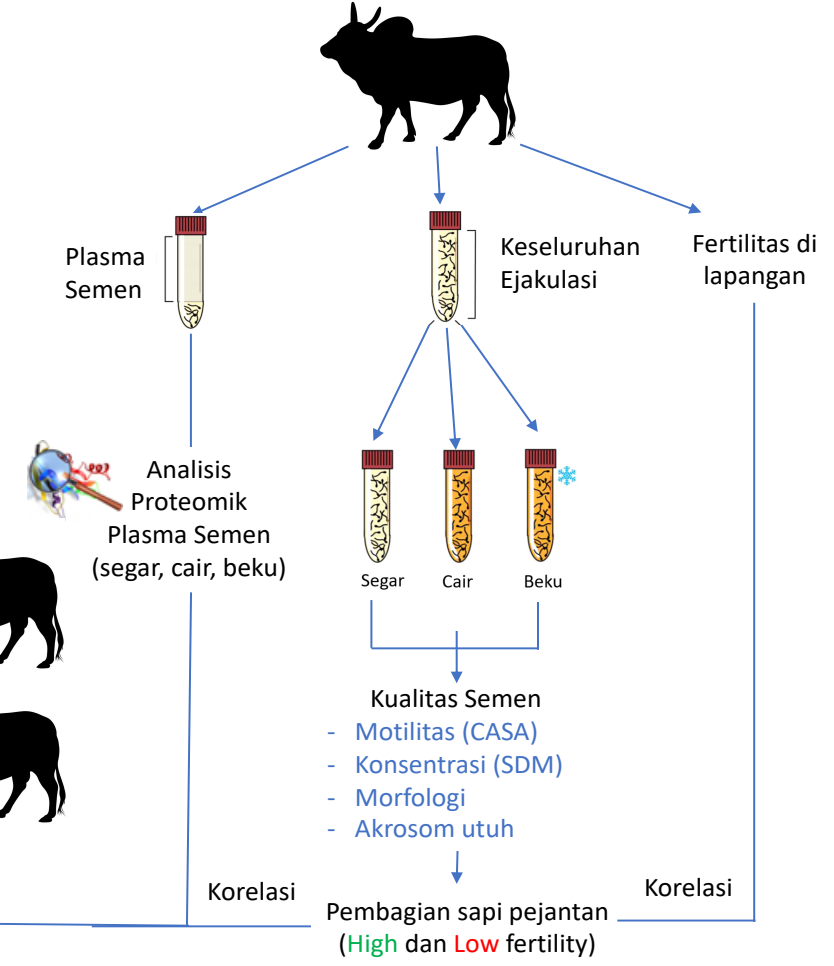 Plasma
Semen
Keseluruhan
Ejakulasi
Fertilitas di
lapangan
Analisis
Proteomik
Plasma Semen
(segar, cair, beku)
Segar
Cair
Beku
Kualitas Semen
- Motilitas (CASA)
- Konsentrasi (SDM)
- Morfologi
- Akrosom utuh
Korelasi
Korelasi
Pembagian sapi pejantan
(High dan Low fertility)